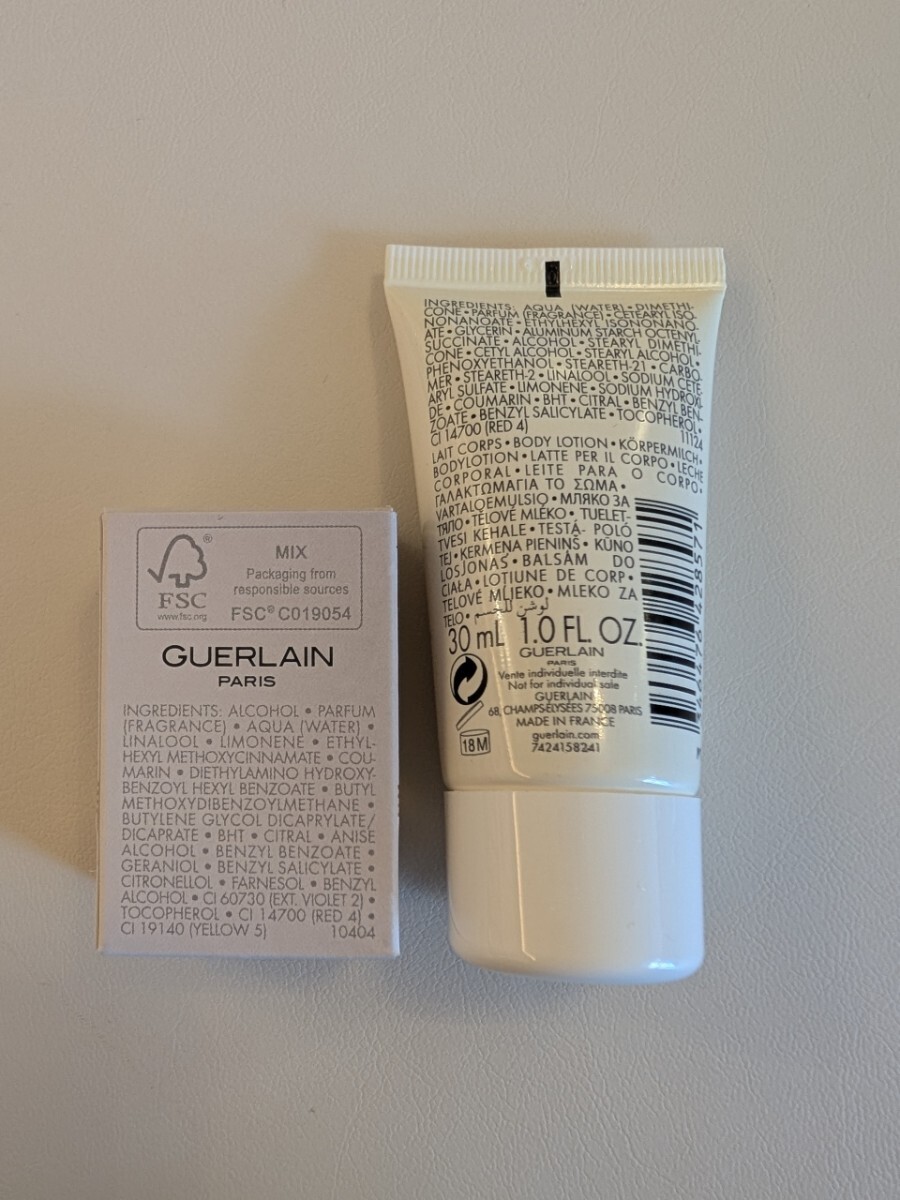 MIX
Packaging from
responsible sources
FSC
®
www.fsc.org
FSC® C019054
GUERLAIN
PARIS
INGREDIENTS: ALCOHOL • PARFUM
(FRAGRANCE) • AQUA (WATER) •
LINALOOL • LIMONENE • ETHYL-
HEXYL METHOXYCINNAMATE • COU-
MARIN • DIETHYLAMINO HYDROXY-
BENZOYL HEXYL BENZOATE • BUTYL
METHOXYDIBENZOYLMETHANE •
BUTYLENE GLYCOL DICAPRYLATE/
DICAPRATE • BHT • CITRAL • ANISE
ALCOHOL • BENZYL BENZOATE •
GERANIOL • BENZYL SALICYLATE •
CITRONELLOL • FARNESOL • BENZYL
ALCOHOL • CI 60730 (EXT. VIOLET 2) •
TOCOPHEROL • CI 14700 (RED 4) •
CI 19140 (YELLOW 5) 10404
INGREDIENTS: AQUA (WATER) • DIMETHI-
CONE • PARFUM (FRAGRANCE) • CETEARYL ISO-
NONANOATE • ETHYLHEXYL ISONONANO-
ATE • GLYCERIN • ALUMINUM STARCH OCTENYL-
SUCCINATE • ALCOHOL • STEARYL DIMETHI-
CONE • CETYL ALCOHOL • STEARYL ALCOHOL •
PHENOXYETHANOL • STEARETH-21 • CARBO-
MER • STEARETH-2 • LINALOOL • SODIUM CETE-
ARYL SULFATE • LIMONENE • SODIUM HYDROXI-
DE • COUMARIN • BHT • CITRAL • BENZYL BEN-
ZOATE • BENZYL SALICYLATE • TOCOPHEROL •
CI 14700 (RED 4) 11124
LAIT CORPS • BODY LOTION • KÖRPERMILCH •
BODYLOTION • LATTE PER IL CORPO • LECHE
CORPORAL • LEITE PARA O CORPO •
ΓΑΛΑΚΤΩΜΑ ΓΙΑ ΤΟ ΣΩΜΑ •
VARTALOEMULSIO • МЛЯКО ЗА
ТЯЛО • TĚLOVÉ MLÉKO • TUELET-
TVESI KEHALE • TESTÁ- POLÓ
TEJ • ĶERMEŅA PIENIŅŠ • KŪNO
LOSJONAS • BALSAM DO
CIAŁA • LOTIUNE DE CORP •
TELOVÉ MLIEKO • MLEKO ZA
TELO • لوشن للجسم
30 mL 1.0 FL. OZ.
GUERLAIN
PARIS
Vente individuelle interdite
Not for individual sale
GUERLAIN
68, CHAMPS-ELYSÉES 75008 PARIS
MADE IN FRANCE
guerlain.com
7424158241
18M